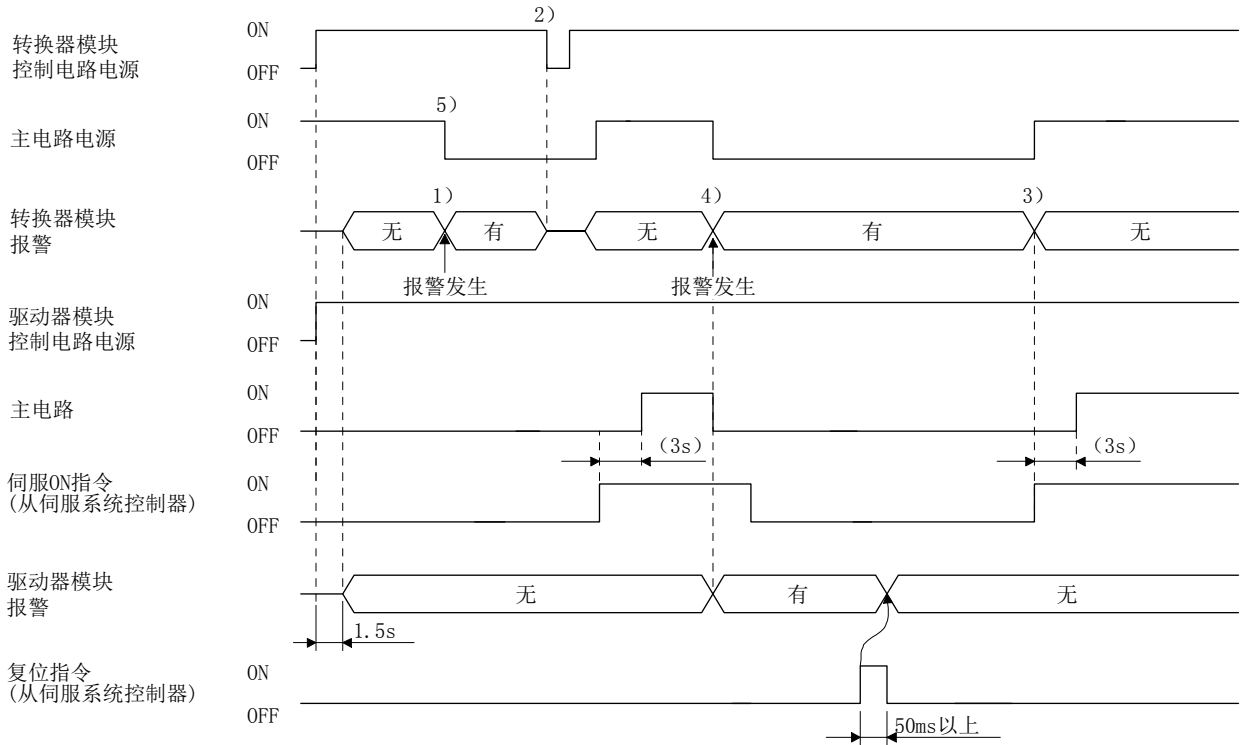 2）
转换器模块
控制电路电源
ON
OFF
5）
主电路电源
ON
OFF
1）
4）
3）
转换器模块
报警
无
有
无
有
无
报警发生
报警发生
驱动器模块
控制电路电源
ON
OFF
主电路
ON
OFF
（3s）
（3s）
伺服ON指令
(从伺服系统控制器)
ON
OFF
驱动器模块
报警
无
有
无
1.5s
复位指令
(从伺服系统控制器)
ON
OFF
50ms以上